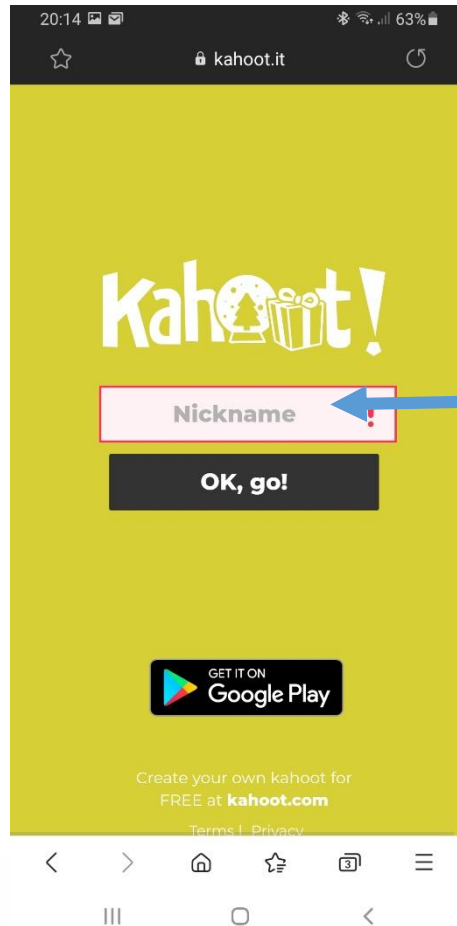 20:14 63%
kahoot.it
Kahoot!
Nickname !
OK, go!
GET IT ON
Google Play
Create your own kahoot for
FREE at kahoot.com
Terms | Privacy
3